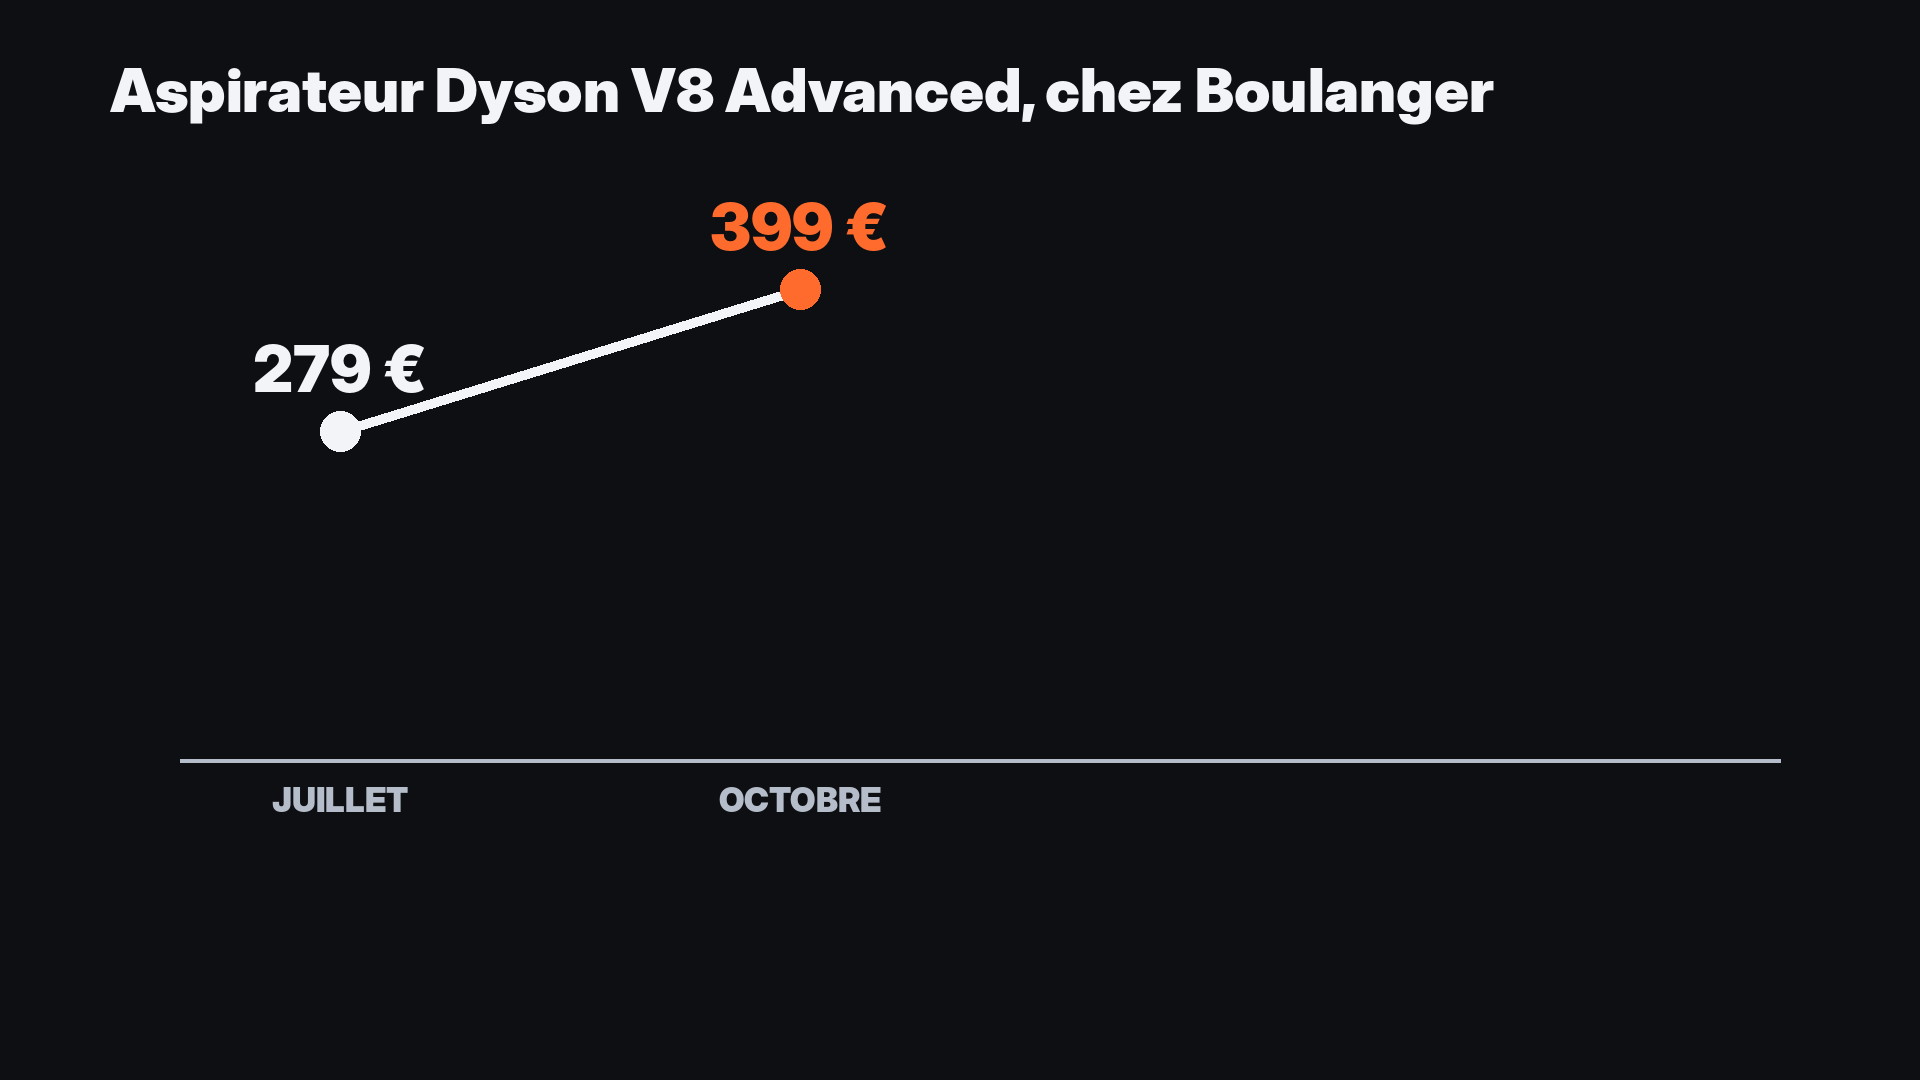 Aspirateur Dyson V8 Advanced, chez Boulanger
399 €
279 €
JUILLET
OCTOBRE